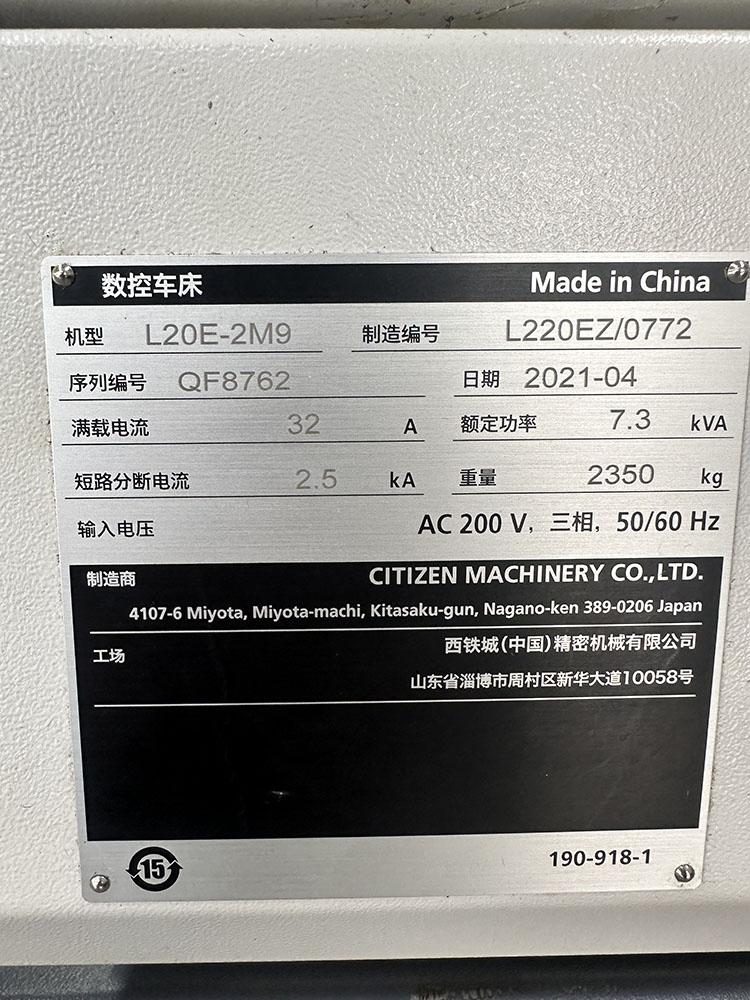 数控车床 Made in China
机型 L20E-2M9 制造编号 L220EZ/0772
序列编号 QF8762 日期 2021-04
满载电流 32 A 额定功率 7.3 kVA
短路分断电流 2.5 kA 重量 2350 kg
输入电压 AC 200 V, 三相, 50/60 Hz
制造商 CITIZEN MACHINERY CO.,LTD.
4107-6 Miyota, Miyota-machi, Kitasaku-gun, Nagano-ken 389-0206 Japan
工场 西铁城(中国)精密机械有限公司
山东省淄博市周村区新华大道10058号
15 190-918-1